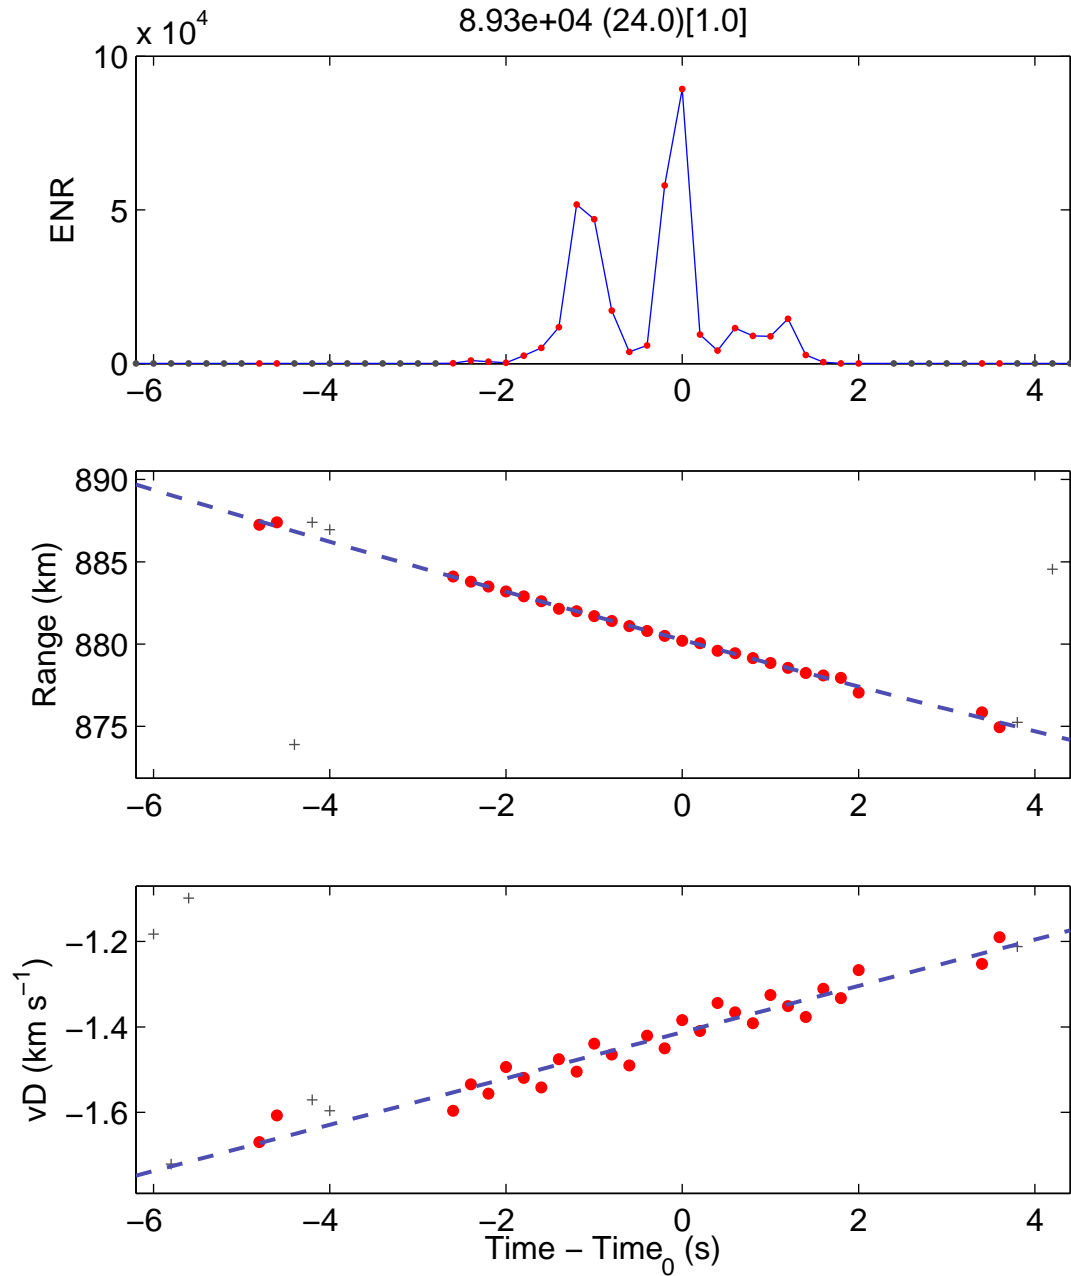 8.93e+04 (24.0)[1.0]
x 10^4
10
5
0
ENR
−6 −4 −2 0 2 4
890
885
880
875
Range (km)
−6 −4 −2 0 2 4
−1.2
−1.4
−1.6
vD (km s^−1)
−6 −4 −2 0 2 4
Time − Time_0 (s)